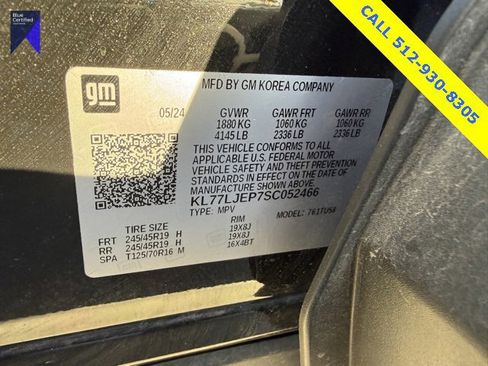 Blue
Certified
CALL 512-930-8305
gm
MFD BY GM KOREA COMPANY
05/24 GVWR GAWR FRT GAWR RR
1880 KG 1060 KG 1060 KG
4145 LB 2336 LB 2336 LB
THIS VEHICLE CONFORMS TO ALL
APPLICABLE U.S. FEDERAL MOTOR
VEHICLE SAFETY AND THEFT PREVENTION
STANDARDS IN EFFECT ON THE DATE OF
MANUFACTURE SHOWN ABOVE.
KL77LJEP7SC052466
TYPE: MPV MODEL: 1TU58
TIRE SIZE RIM
FRT 245/45R19 H 19X8J
RR 245/45R19 H 19X8J
SPA T125/70R16 M 16X4BT